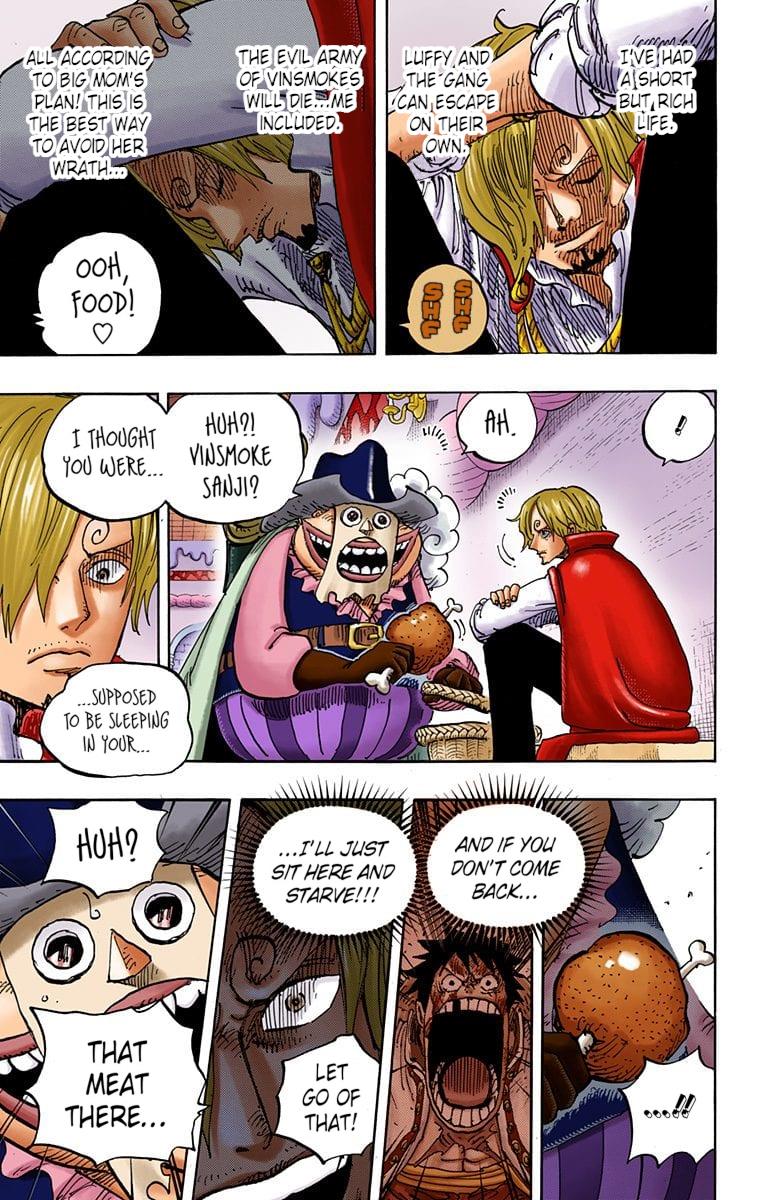 I'VE HAD
A SHORT
BUT RICH
LIFE.
LUFFY AND
THE GANG
CAN ESCAPE
ON THEIR
OWN.
SHF
SHF
THE EVIL ARMY
OF VINSMOKES
WILL DIE...ME
INCLUDED.
ALL ACCORDING
TO BIG MOM'S
PLAN! THIS IS
THE BEST WAY
TO AVOID HER
WRATH...
OOH,
FOOD!
♡
!
AH.
HUH?!
VINSMOKE
SANJI?
I THOUGHT
YOU WERE...
...SUPPOSED
TO BE SLEEPING
IN YOUR...
...!!
AND IF YOU
DON'T COME
BACK...
...I'LL JUST
SIT HERE AND
STARVE!!!
LET
GO OF
THAT!
HUH?
THAT
MEAT
THERE...